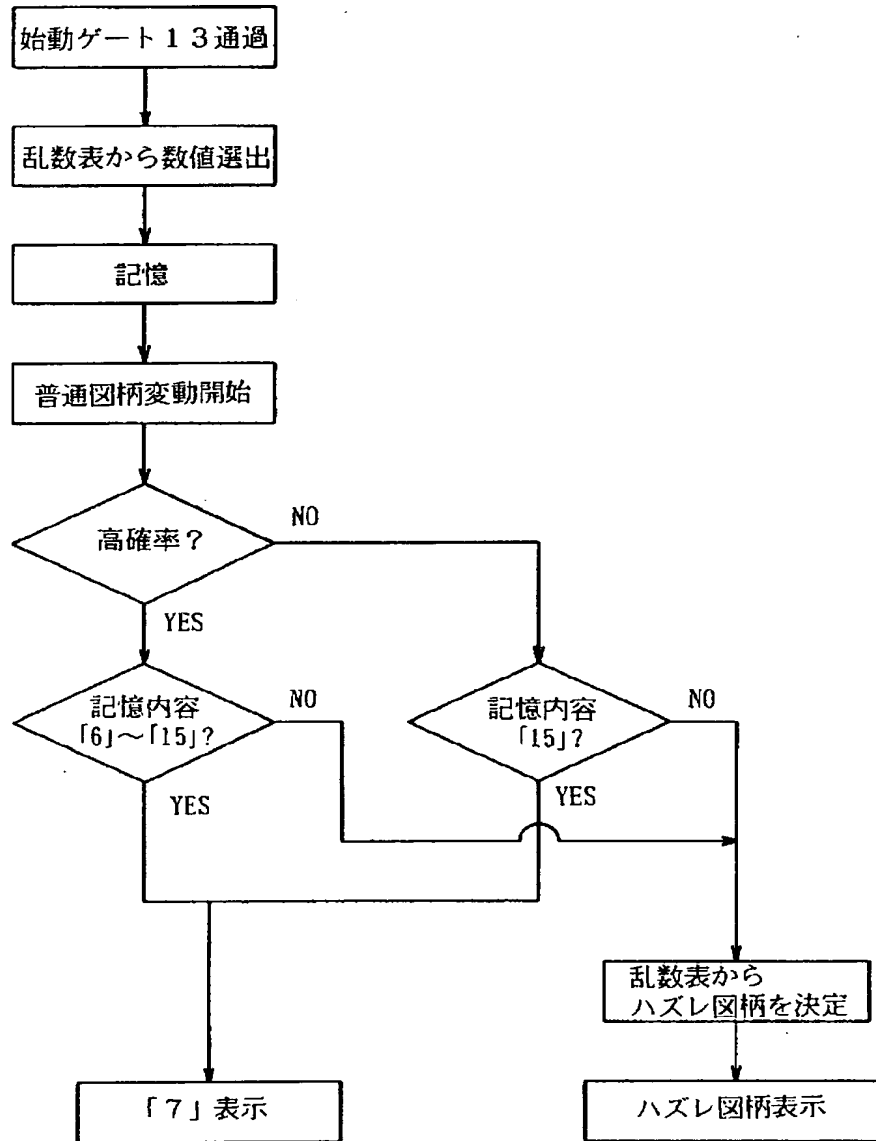 始動ゲート１３通過
乱数表から数値選出
記憶
普通図柄変動開始
高確率？
NO
YES
記憶内容
「6」～「15」?
NO
YES
記憶内容
「15」?
NO
YES
乱数表から
ハズレ図柄を決定
「７」表示
ハズレ図柄表示